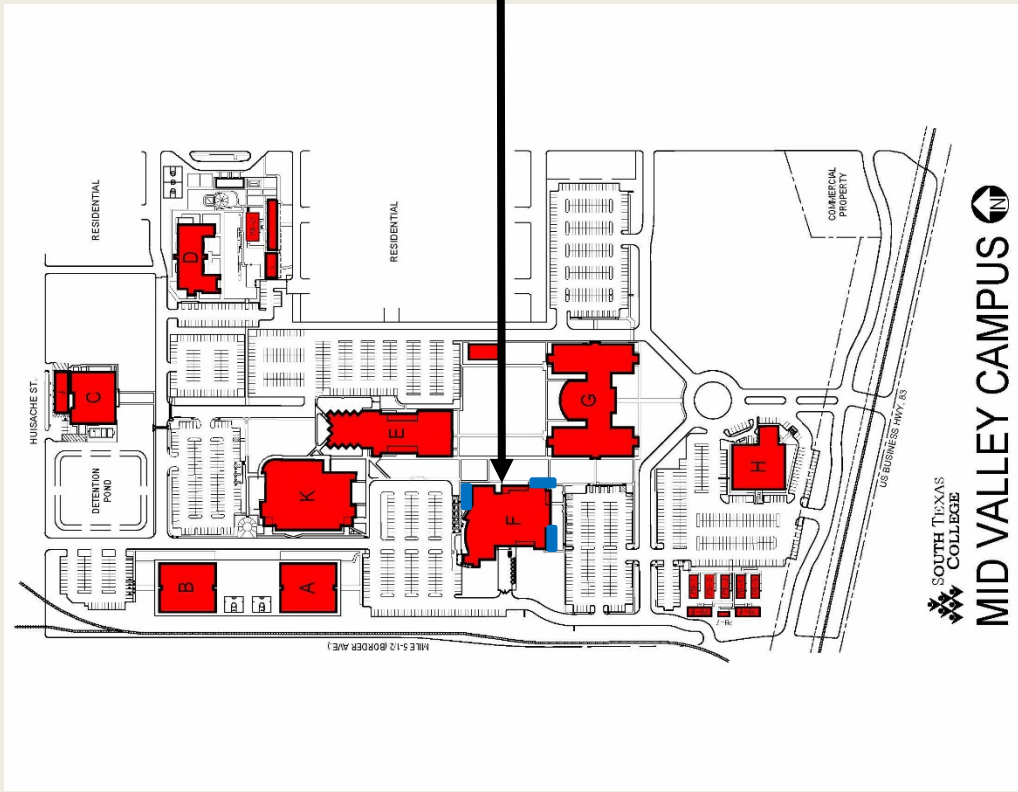 RESIDENTIAL
RESIDENTIAL
COMMERCIAL
PROPERTY
D
HUISACHE ST.
J
C
DETENTION
POND
E
G
K
H
F
B
A
MILE 5-1/2 (BORDER AVE.)
US BUSINESS HWY. 83
SOUTH TEXAS
COLLEGE
MID VALLEY CAMPUS
N